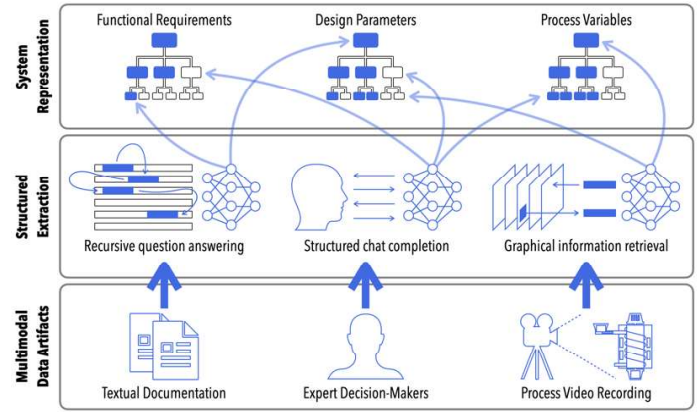 System
Representation
Functional Requirements
Design Parameters
Process Variables
Structured
Extraction
Recursive question answering
Structured chat completion
Graphical information retrieval
Multimodal
Data Artifacts
Textual Documentation
Expert Decision-Makers
Process Video Recording